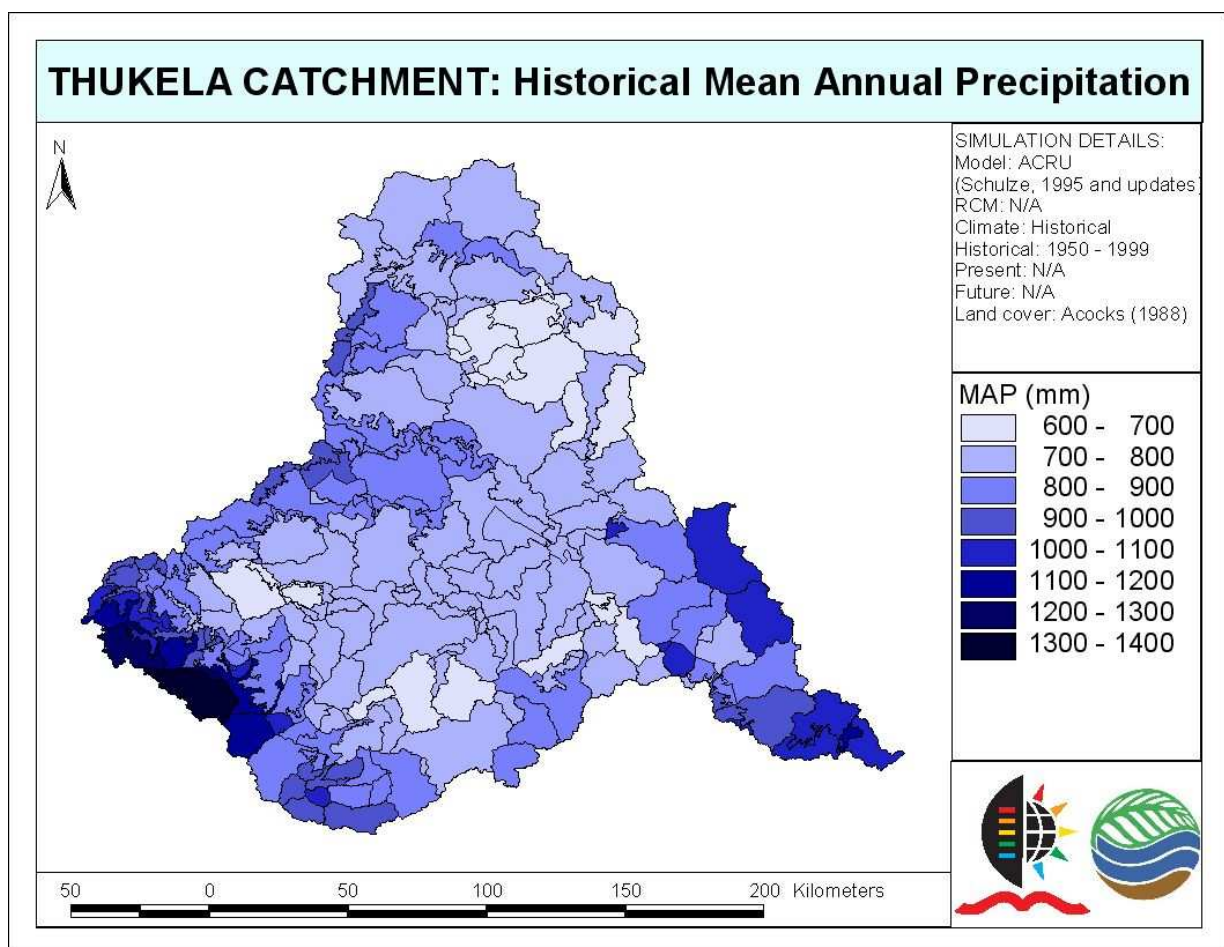 THUKELA CATCHMENT: Historical Mean Annual Precipitation
N
SIMULATION DETAILS:
Model: ACRU
(Schulze, 1995 and updates)
RCM: N/A
Climate: Historical
Historical: 1950 - 1999
Present: N/A
Future: N/A
Land cover: Acocks (1988)
MAP (mm)
600 - 700
700 - 800
800 - 900
900 - 1000
1000 - 1100
1100 - 1200
1200 - 1300
1300 - 1400
50 0 50 100 150 200 Kilometers